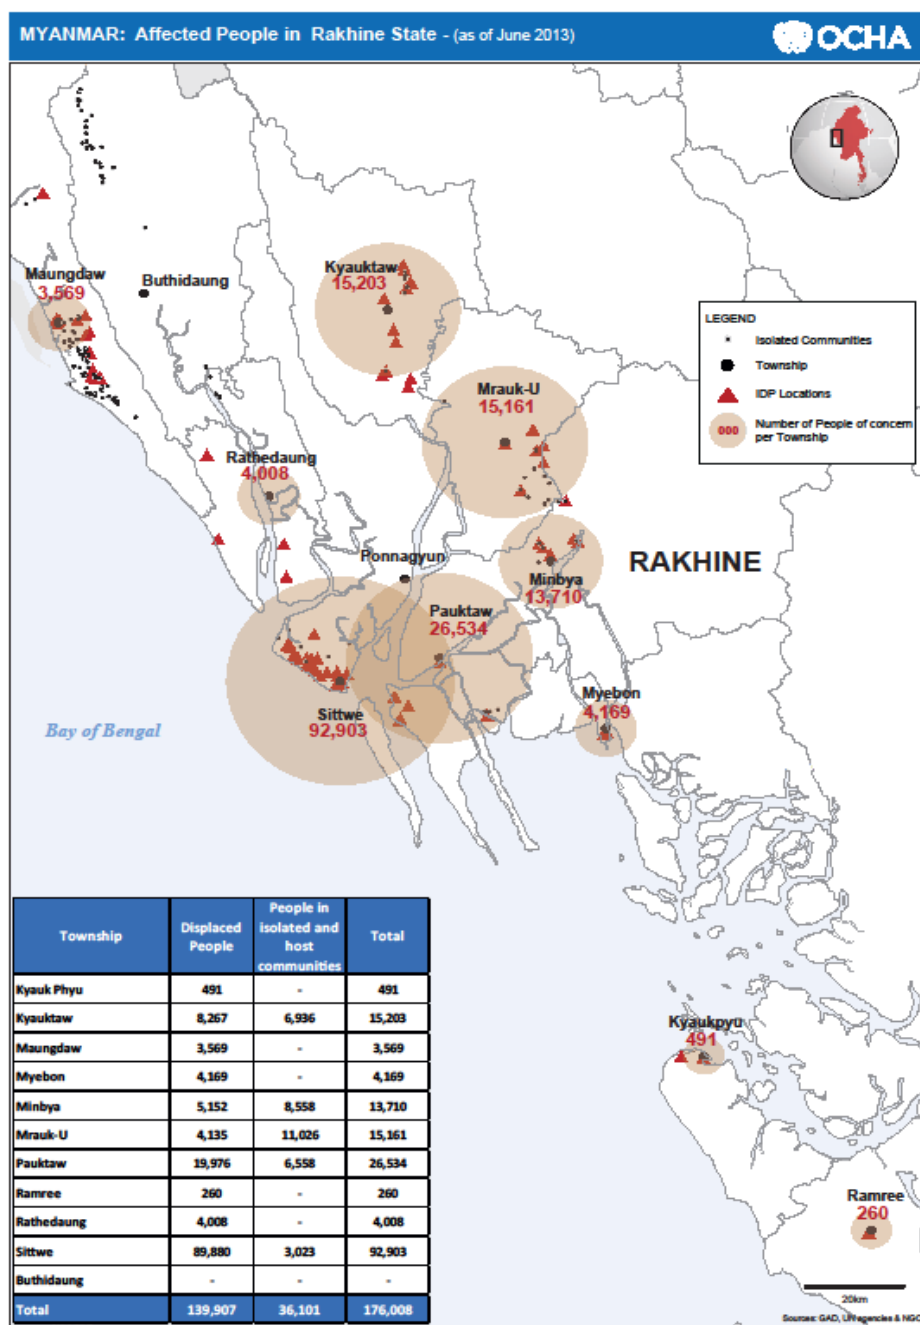 MYANMAR: Affected People in Rakhine State - (as of June 2013)
OCHA
Maungdaw
3,569
Buthidaung
Kyauktaw
15,203
LEGEND
Isolated Communities
Township
IDP Locations
000
Number of People of concern
per Township
Mrauk-U
15,161
Rathedaung
4,008
Ponnagyun
Minbya
13,710
RAKHINE
Pauktaw
26,534
Sittwe
92,903
Myebon
4,169
Bay of Bengal
Township Displaced People People in isolated and host communities Total
Kyauk Phyu 491 - 491
Kyauktaw 8,267 6,936 15,203
Maungdaw 3,569 - 3,569
Myebon 4,169 - 4,169
Minbya 5,152 8,558 13,710
Mrauk-U 4,135 11,026 15,161
Pauktaw 19,976 6,558 26,534
Ramree 260 - 260
Rathedaung 4,008 - 4,008
Sittwe 89,880 3,023 92,903
Buthidaung - - -
Total 139,907 36,101 176,008
Kyaukpyu
491
Ramree
260
20km
Sources: GAD, UN agencies & NGO